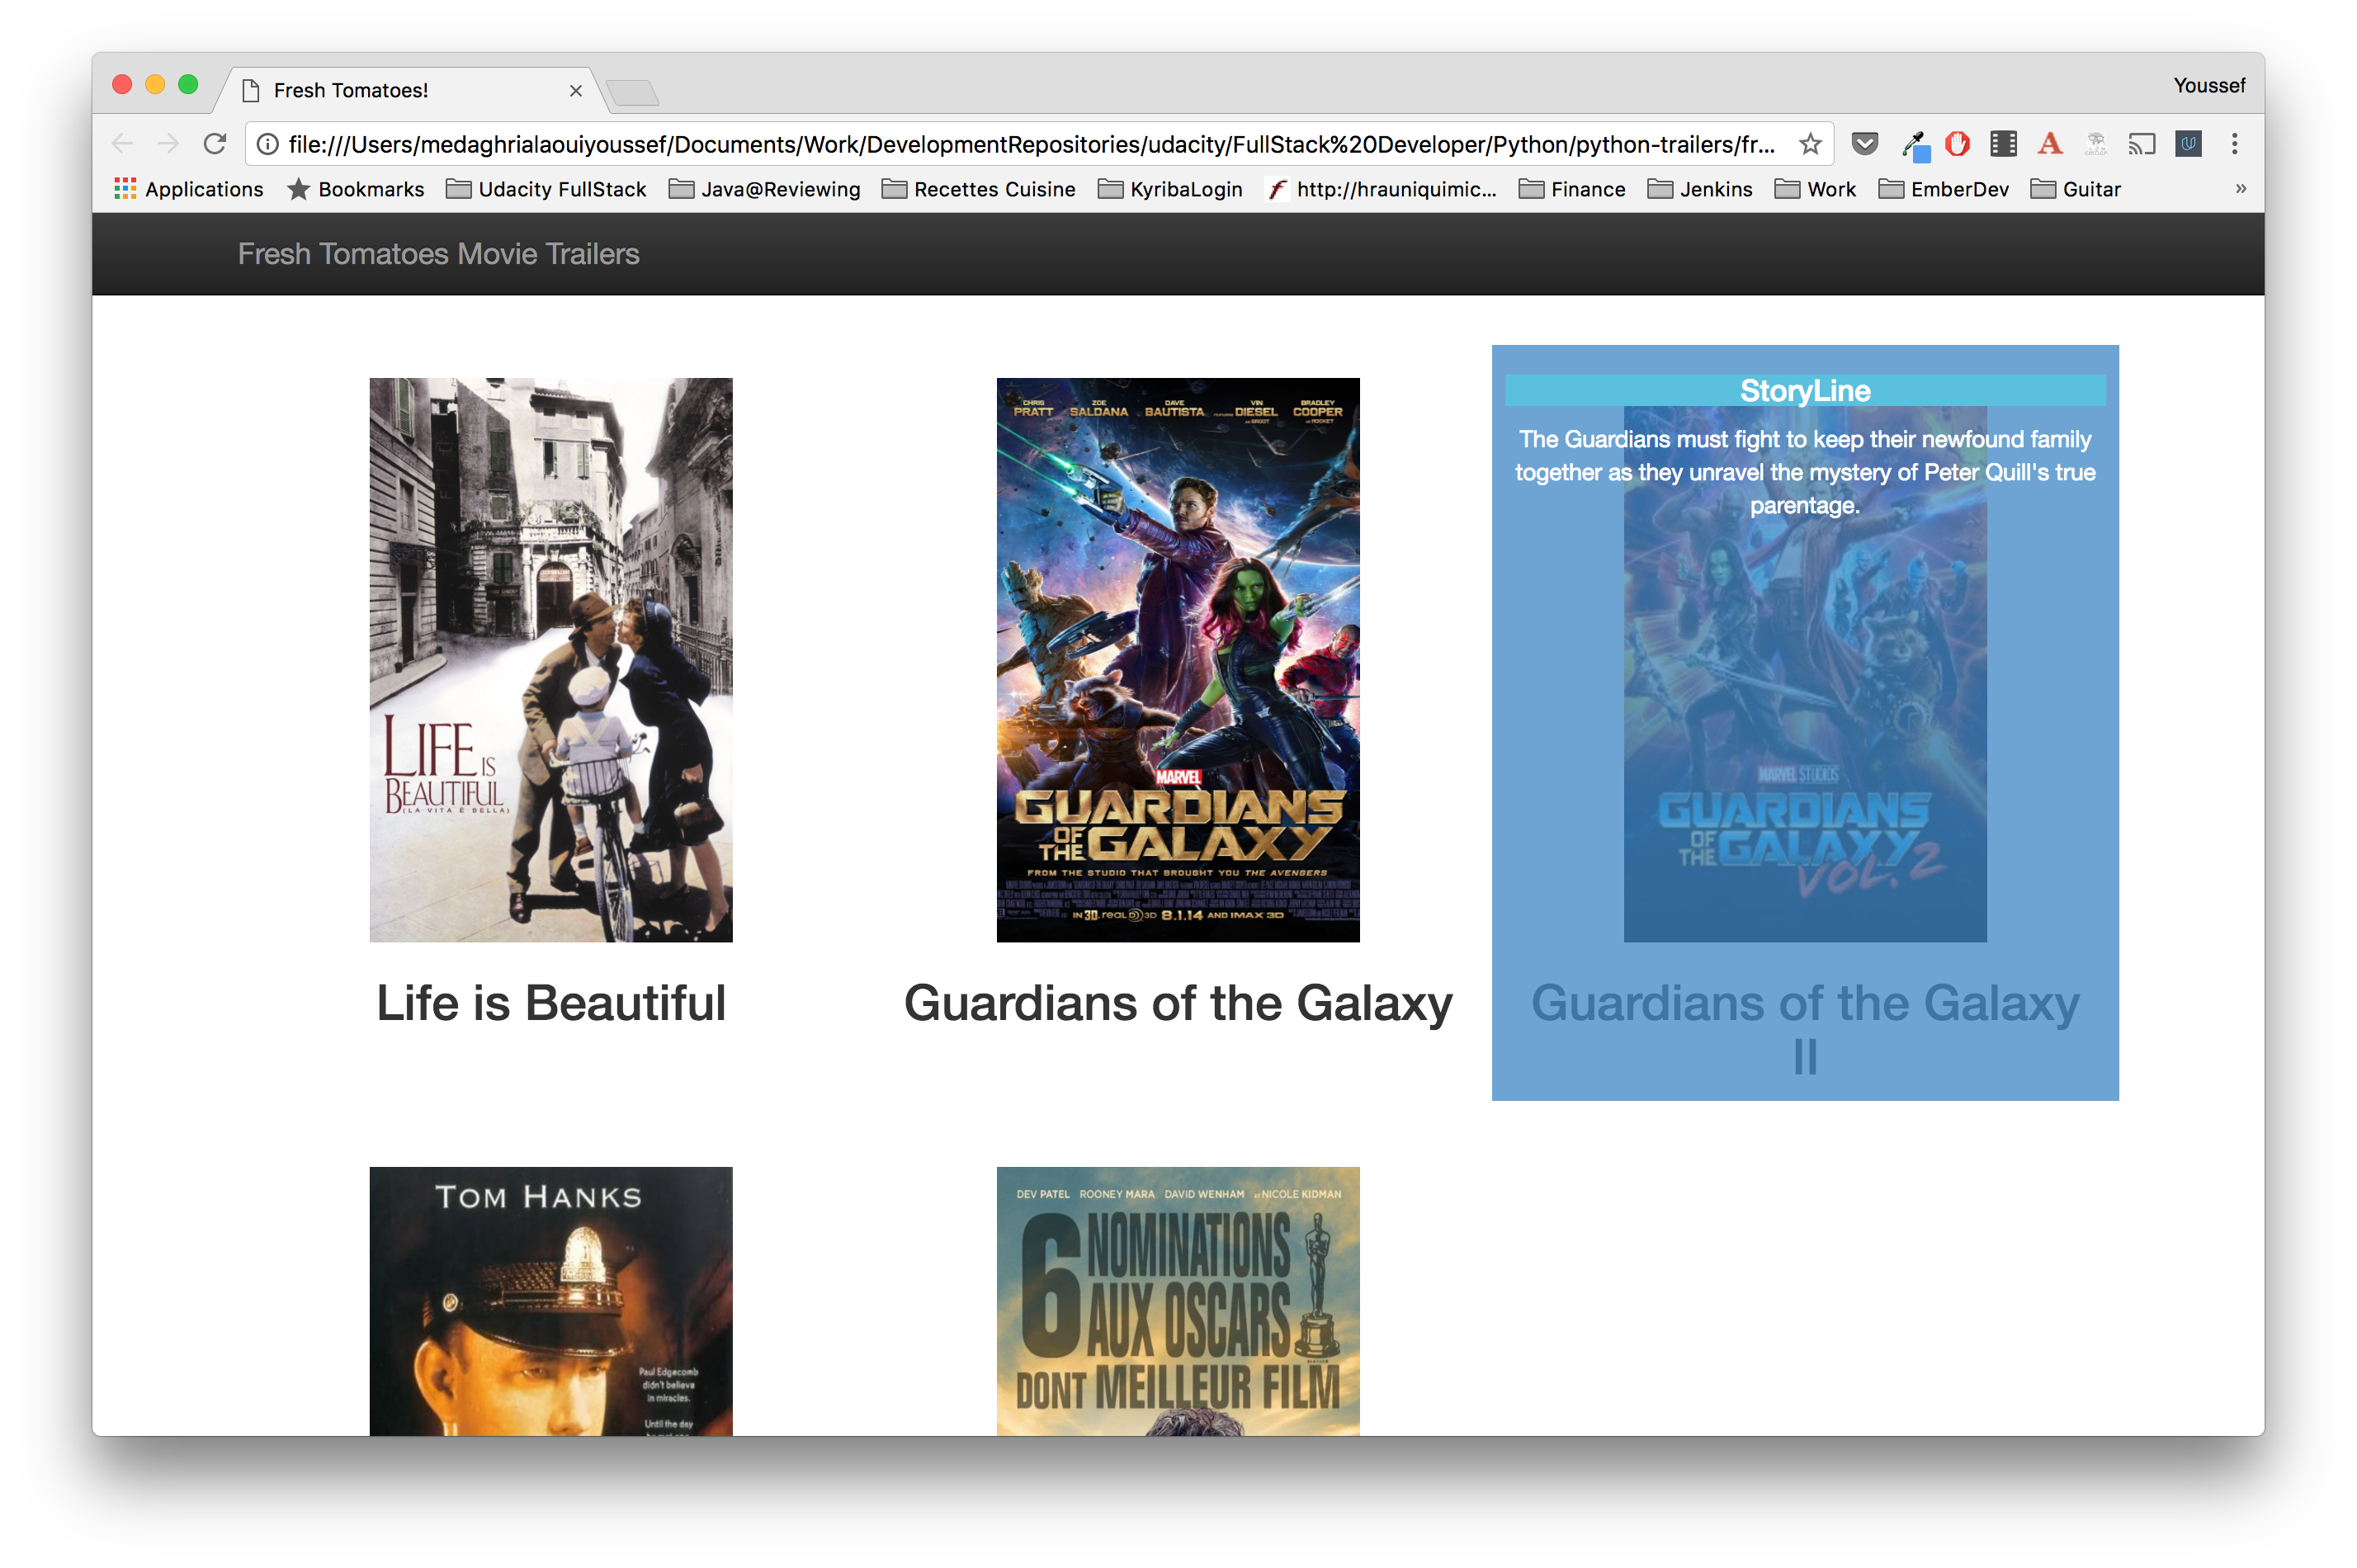 Fresh Tomatoes!
Youssef
file:///Users/medaghrialaouiyoussef/Documents/Work/DevelopmentRepositories/udacity/FullStack%20Developer/Python/python-trailers/fr...
Applications Bookmarks Udacity FullStack Java@Reviewing Recettes Cuisine KyribaLogin http://hrauniquimic... Finance Jenkins Work EmberDev Guitar »
Fresh Tomatoes Movie Trailers
LIFE IS
BEAUTIFUL
(LA VITA È BELLA)
Life is Beautiful
CHRIS PRATT ZOE SALDANA DAVE BAUTISTA VIN DIESEL BRADLEY COOPER
AS GROOT AS ROCKET
MARVEL
GUARDIANS
OF THE GALAXY
FROM THE STUDIO THAT BROUGHT YOU THE AVENGERS
IN 3D, REAL D 3D 8.1.14 AND IMAX 3D
Guardians of the Galaxy
StoryLine
The Guardians must fight to keep their newfound family
together as they unravel the mystery of Peter Quill's true
parentage.
MARVEL STUDIOS
GUARDIANS
OF THE GALAXY
VOL. 2
Guardians of the Galaxy
II
TOM HANKS
Paul Edgecomb
didn't believe
in miracles.
Until the day
DEV PATEL ROONEY MARA DAVID WENHAM ET NICOLE KIDMAN
6 NOMINATIONS
AUX OSCARS
DONT MEILLEUR FILM